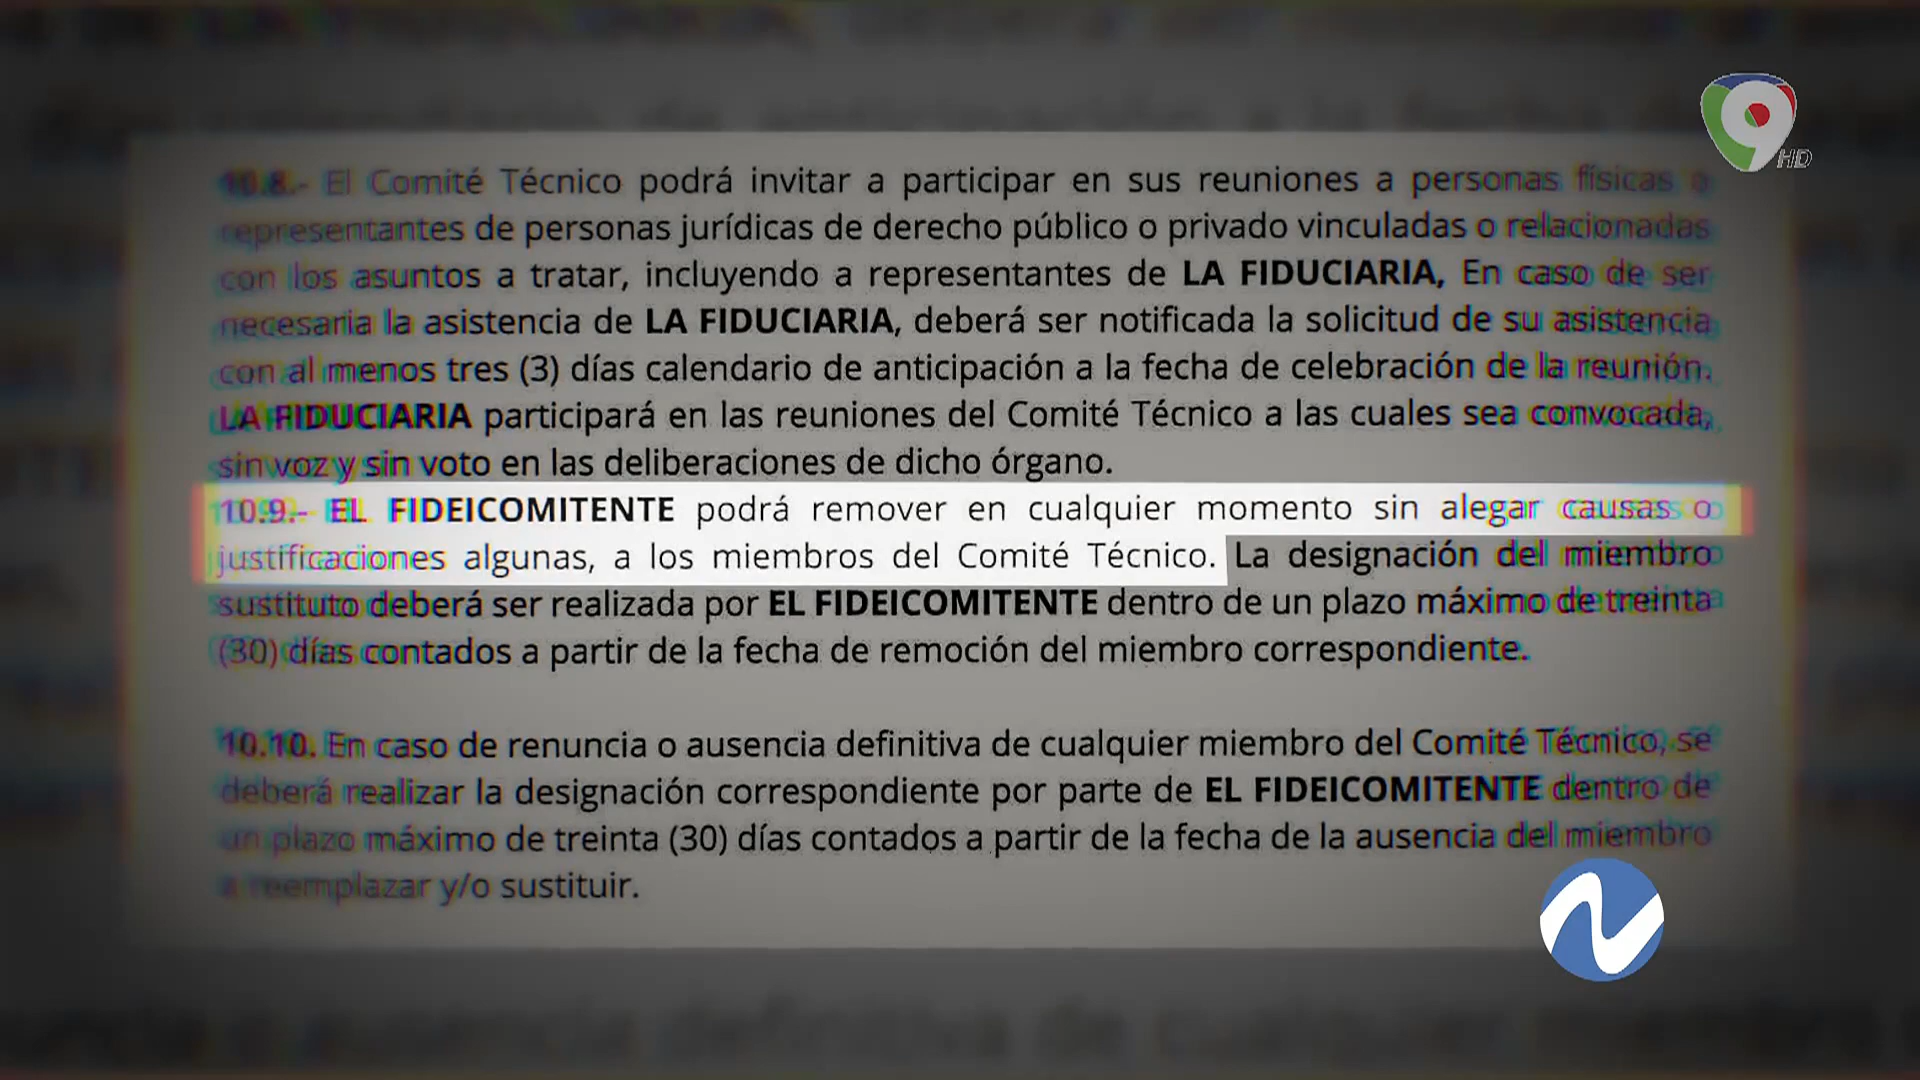 10.8.- El Comité Técnico podrá invitar a participar en sus reuniones a personas físicas o
representantes de personas jurídicas de derecho público o privado vinculadas o relacionadas
con los asuntos a tratar, incluyendo a representantes de LA FIDUCIARIA, En caso de ser
necesaria la asistencia de LA FIDUCIARIA, deberá ser notificada la solicitud de su asistencia
con al menos tres (3) días calendario de anticipación a la fecha de celebración de la reunión.
LA FIDUCIARIA participará en las reuniones del Comité Técnico a las cuales sea convocada,
sin voz y sin voto en las deliberaciones de dicho órgano.
10.9.- EL FIDEICOMITENTE podrá remover en cualquier momento sin alegar causas o
justificaciones algunas, a los miembros del Comité Técnico. La designación del miembro
sustituto deberá ser realizada por EL FIDEICOMITENTE dentro de un plazo máximo de treinta
(30) días contados a partir de la fecha de remoción del miembro correspondiente.
10.10. En caso de renuncia o ausencia definitiva de cualquier miembro del Comité Técnico, se
deberá realizar la designación correspondiente por parte de EL FIDEICOMITENTE dentro de
un plazo máximo de treinta (30) días contados a partir de la fecha de la ausencia del miembro
a reemplazar y/o sustituir.
9 HD